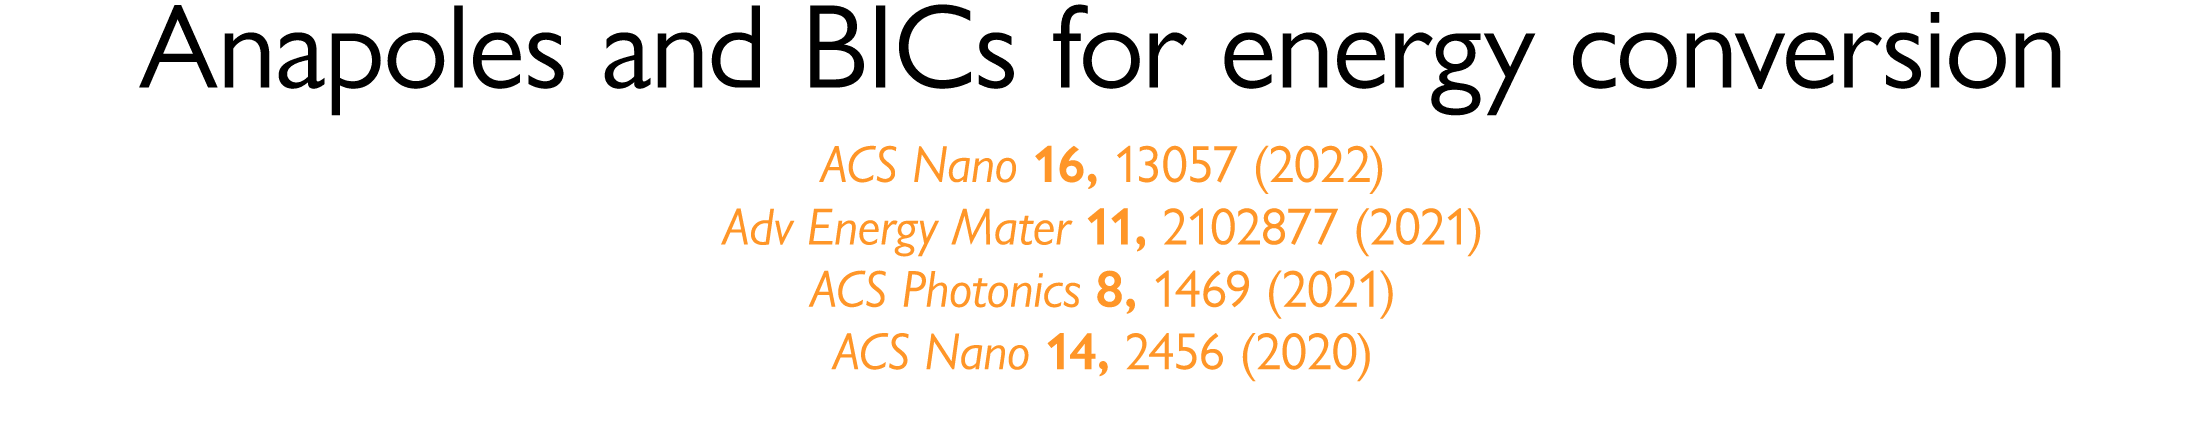 Anapoles and BICs for energy conversion
ACS Nano 16, 13057 (2022)
Adv Energy Mater 11, 2102877 (2021)
ACS Photonics 8, 1469 (2021)
ACS Nano 14, 2456 (2020)